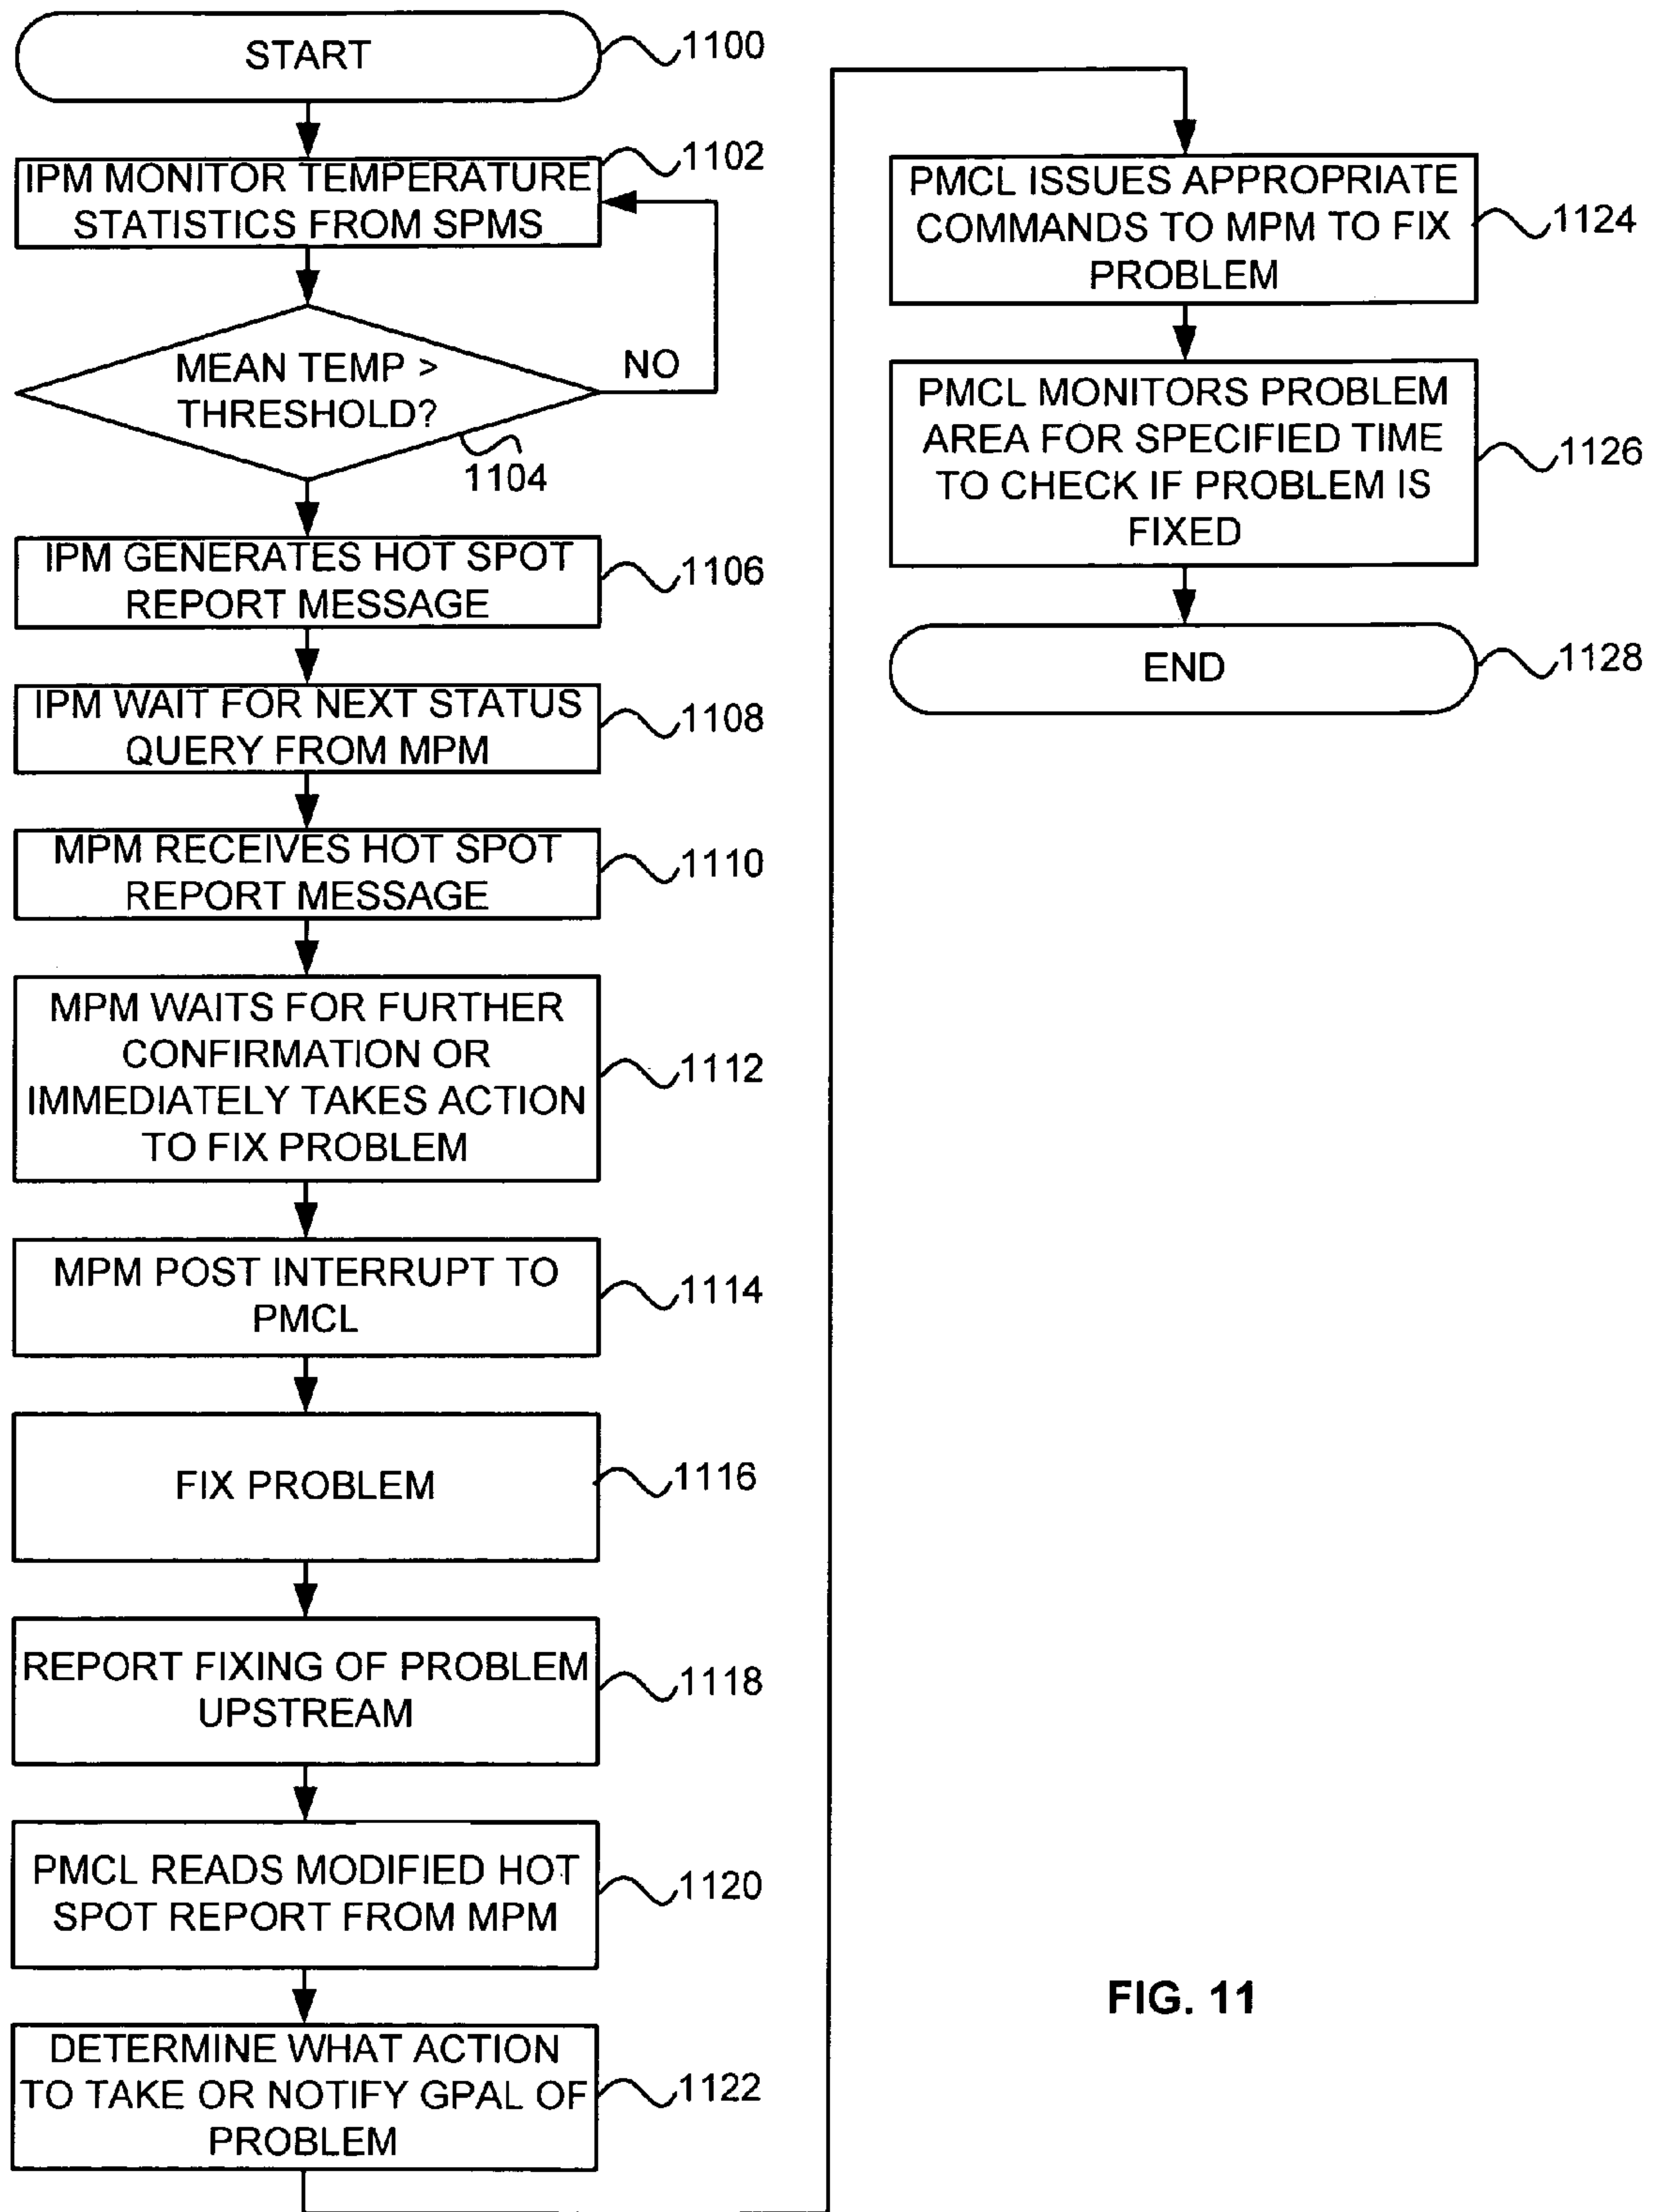 START
1100
IPM MONITOR TEMPERATURE
STATISTICS FROM SPMS
1102
MEAN TEMP >
THRESHOLD?
NO
1104
IPM GENERATES HOT SPOT
REPORT MESSAGE
1106
IPM WAIT FOR NEXT STATUS
QUERY FROM MPM
1108
MPM RECEIVES HOT SPOT
REPORT MESSAGE
1110
MPM WAITS FOR FURTHER
CONFIRMATION OR
IMMEDIATELY TAKES ACTION
TO FIX PROBLEM
1112
MPM POST INTERRUPT TO
PMCL
1114
FIX PROBLEM
1116
REPORT FIXING OF PROBLEM
UPSTREAM
1118
PMCL READS MODIFIED HOT
SPOT REPORT FROM MPM
1120
DETERMINE WHAT ACTION
TO TAKE OR NOTIFY GPAL OF
PROBLEM
1122
PMCL ISSUES APPROPRIATE
COMMANDS TO MPM TO FIX
PROBLEM
1124
PMCL MONITORS PROBLEM
AREA FOR SPECIFIED TIME
TO CHECK IF PROBLEM IS
FIXED
1126
END
1128
FIG. 11